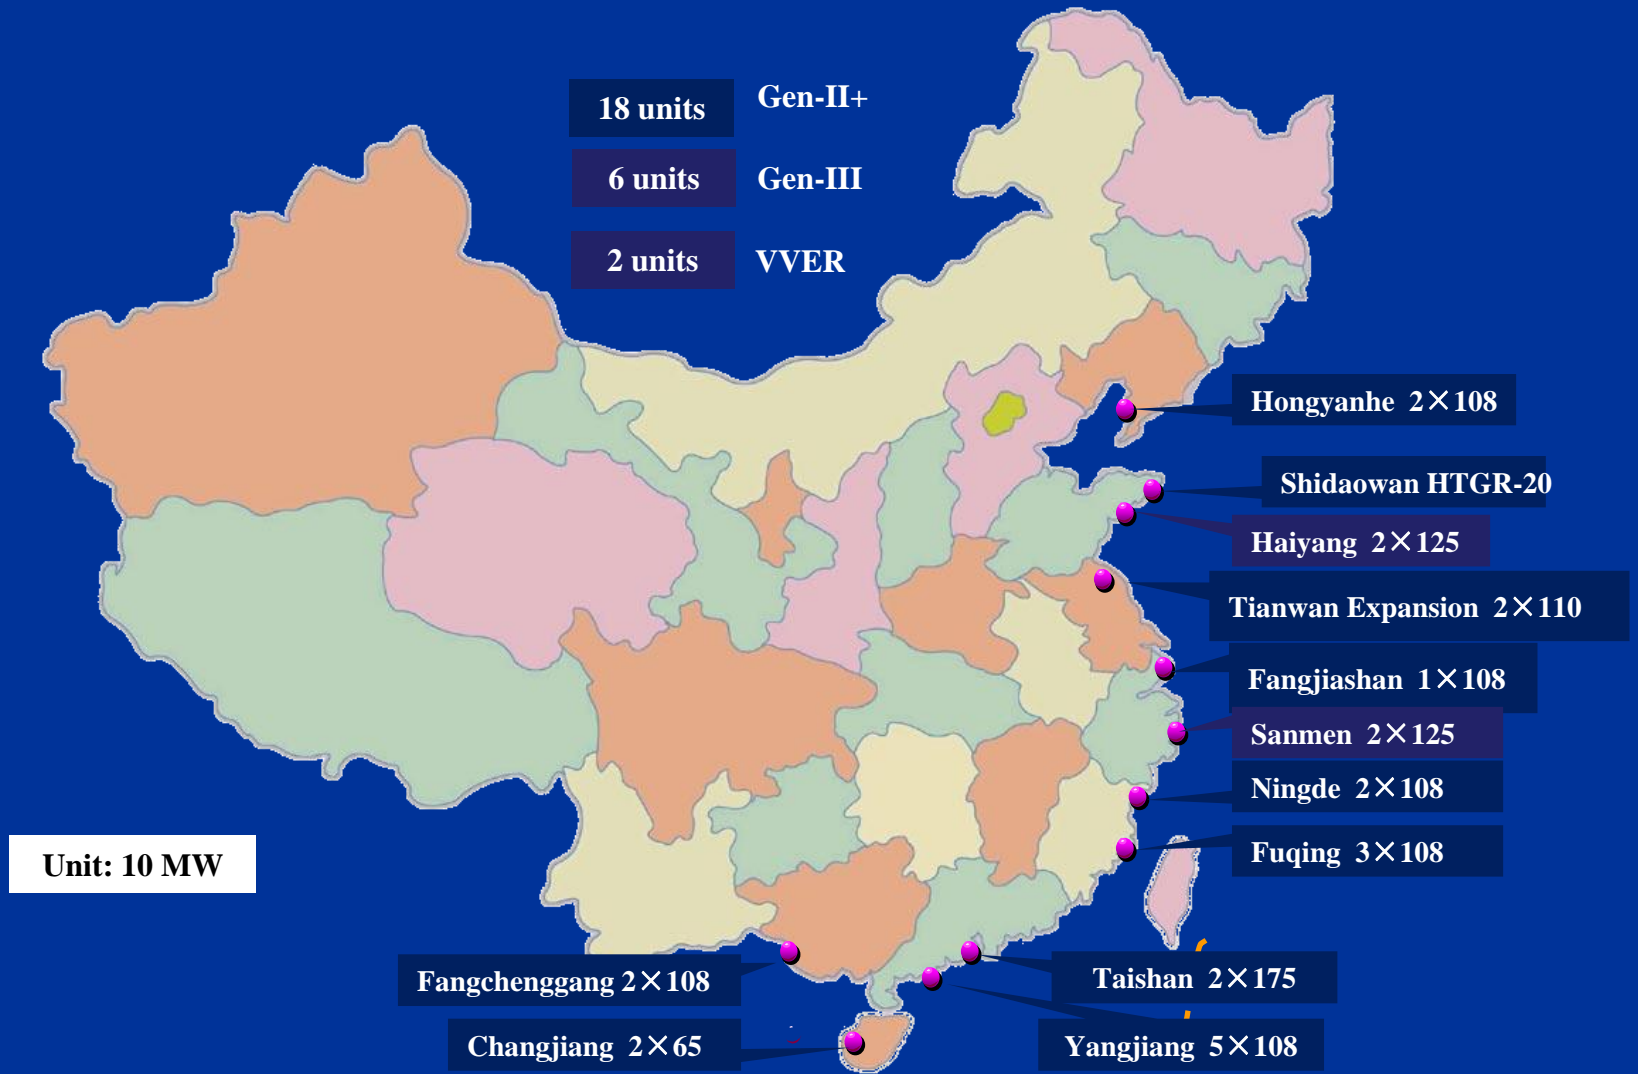 18 units Gen-II+
6 units Gen-III
2 units VVER
Hongyanhe 2×108
Shidaowan HTGR-20
Haiyang 2×125
Tianwan Expansion 2×110
Fangjiashan 1×108
Sanmen 2×125
Ningde 2×108
Fuqing 3×108
Unit: 10 MW
Fangchenggang 2×108
Taishan 2×175
Changjiang 2×65
Yangjiang 5×108